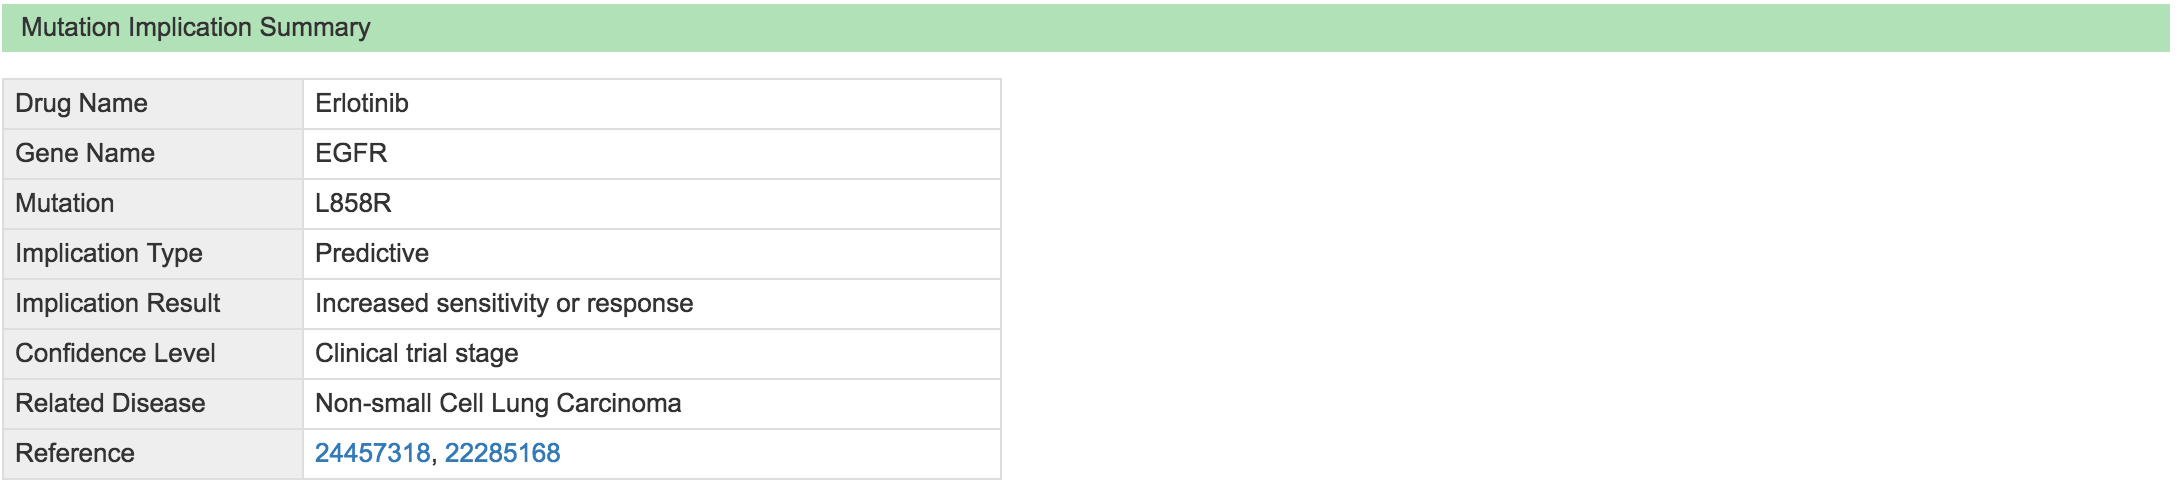 Mutation Implication Summary
Drug Name Erlotinib
Gene Name EGFR
Mutation L858R
Implication Type Predictive
Implication Result Increased sensitivity or response
Confidence Level Clinical trial stage
Related Disease Non-small Cell Lung Carcinoma
Reference 24457318, 22285168